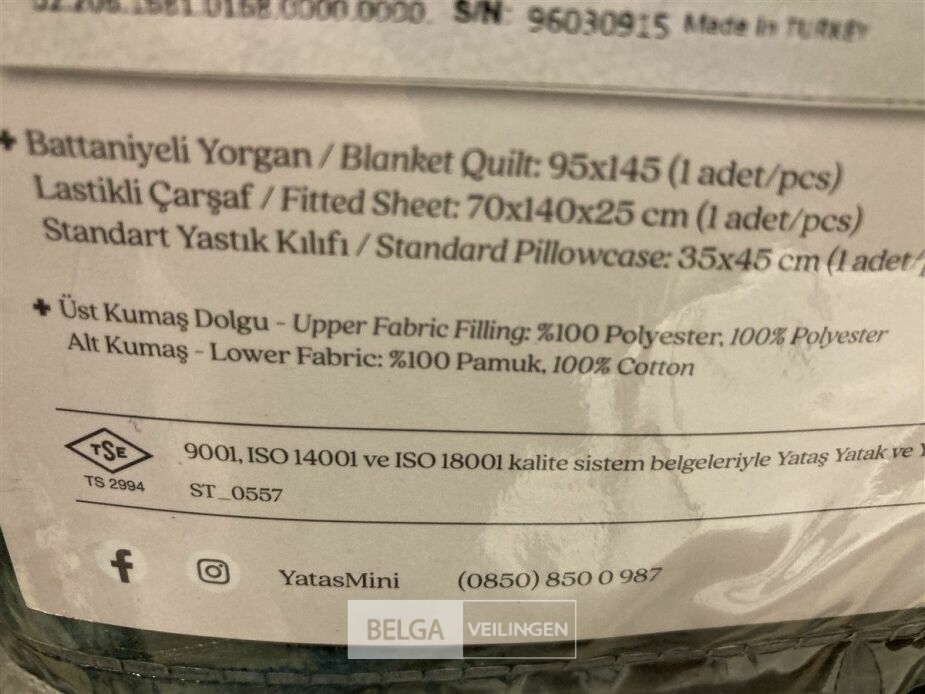 S/N: 96030915 Made in TURKEY
+ Battaniyeli Yorgan / Blanket Quilt: 95x145 (1 adet/pcs)
Lastikli Çarşaf / Fitted Sheet: 70x140x25 cm (1 adet/pcs)
Standart Yastık Kılıfı / Standard Pillowcase: 35x45 cm (1 adet/
+ Üst Kumaş Dolgu - Upper Fabric Filling: %100 Polyester, 100% Polyester
Alt Kumaş - Lower Fabric: %100 Pamuk, 100% Cotton
TSE
9001, ISO 14001 ve ISO 18001 kalite sistem belgeleriyle Yataş Yatak ve
TS 2994
ST_0557
YatasMini (0850) 850 0 987
BELGA VEILINGEN